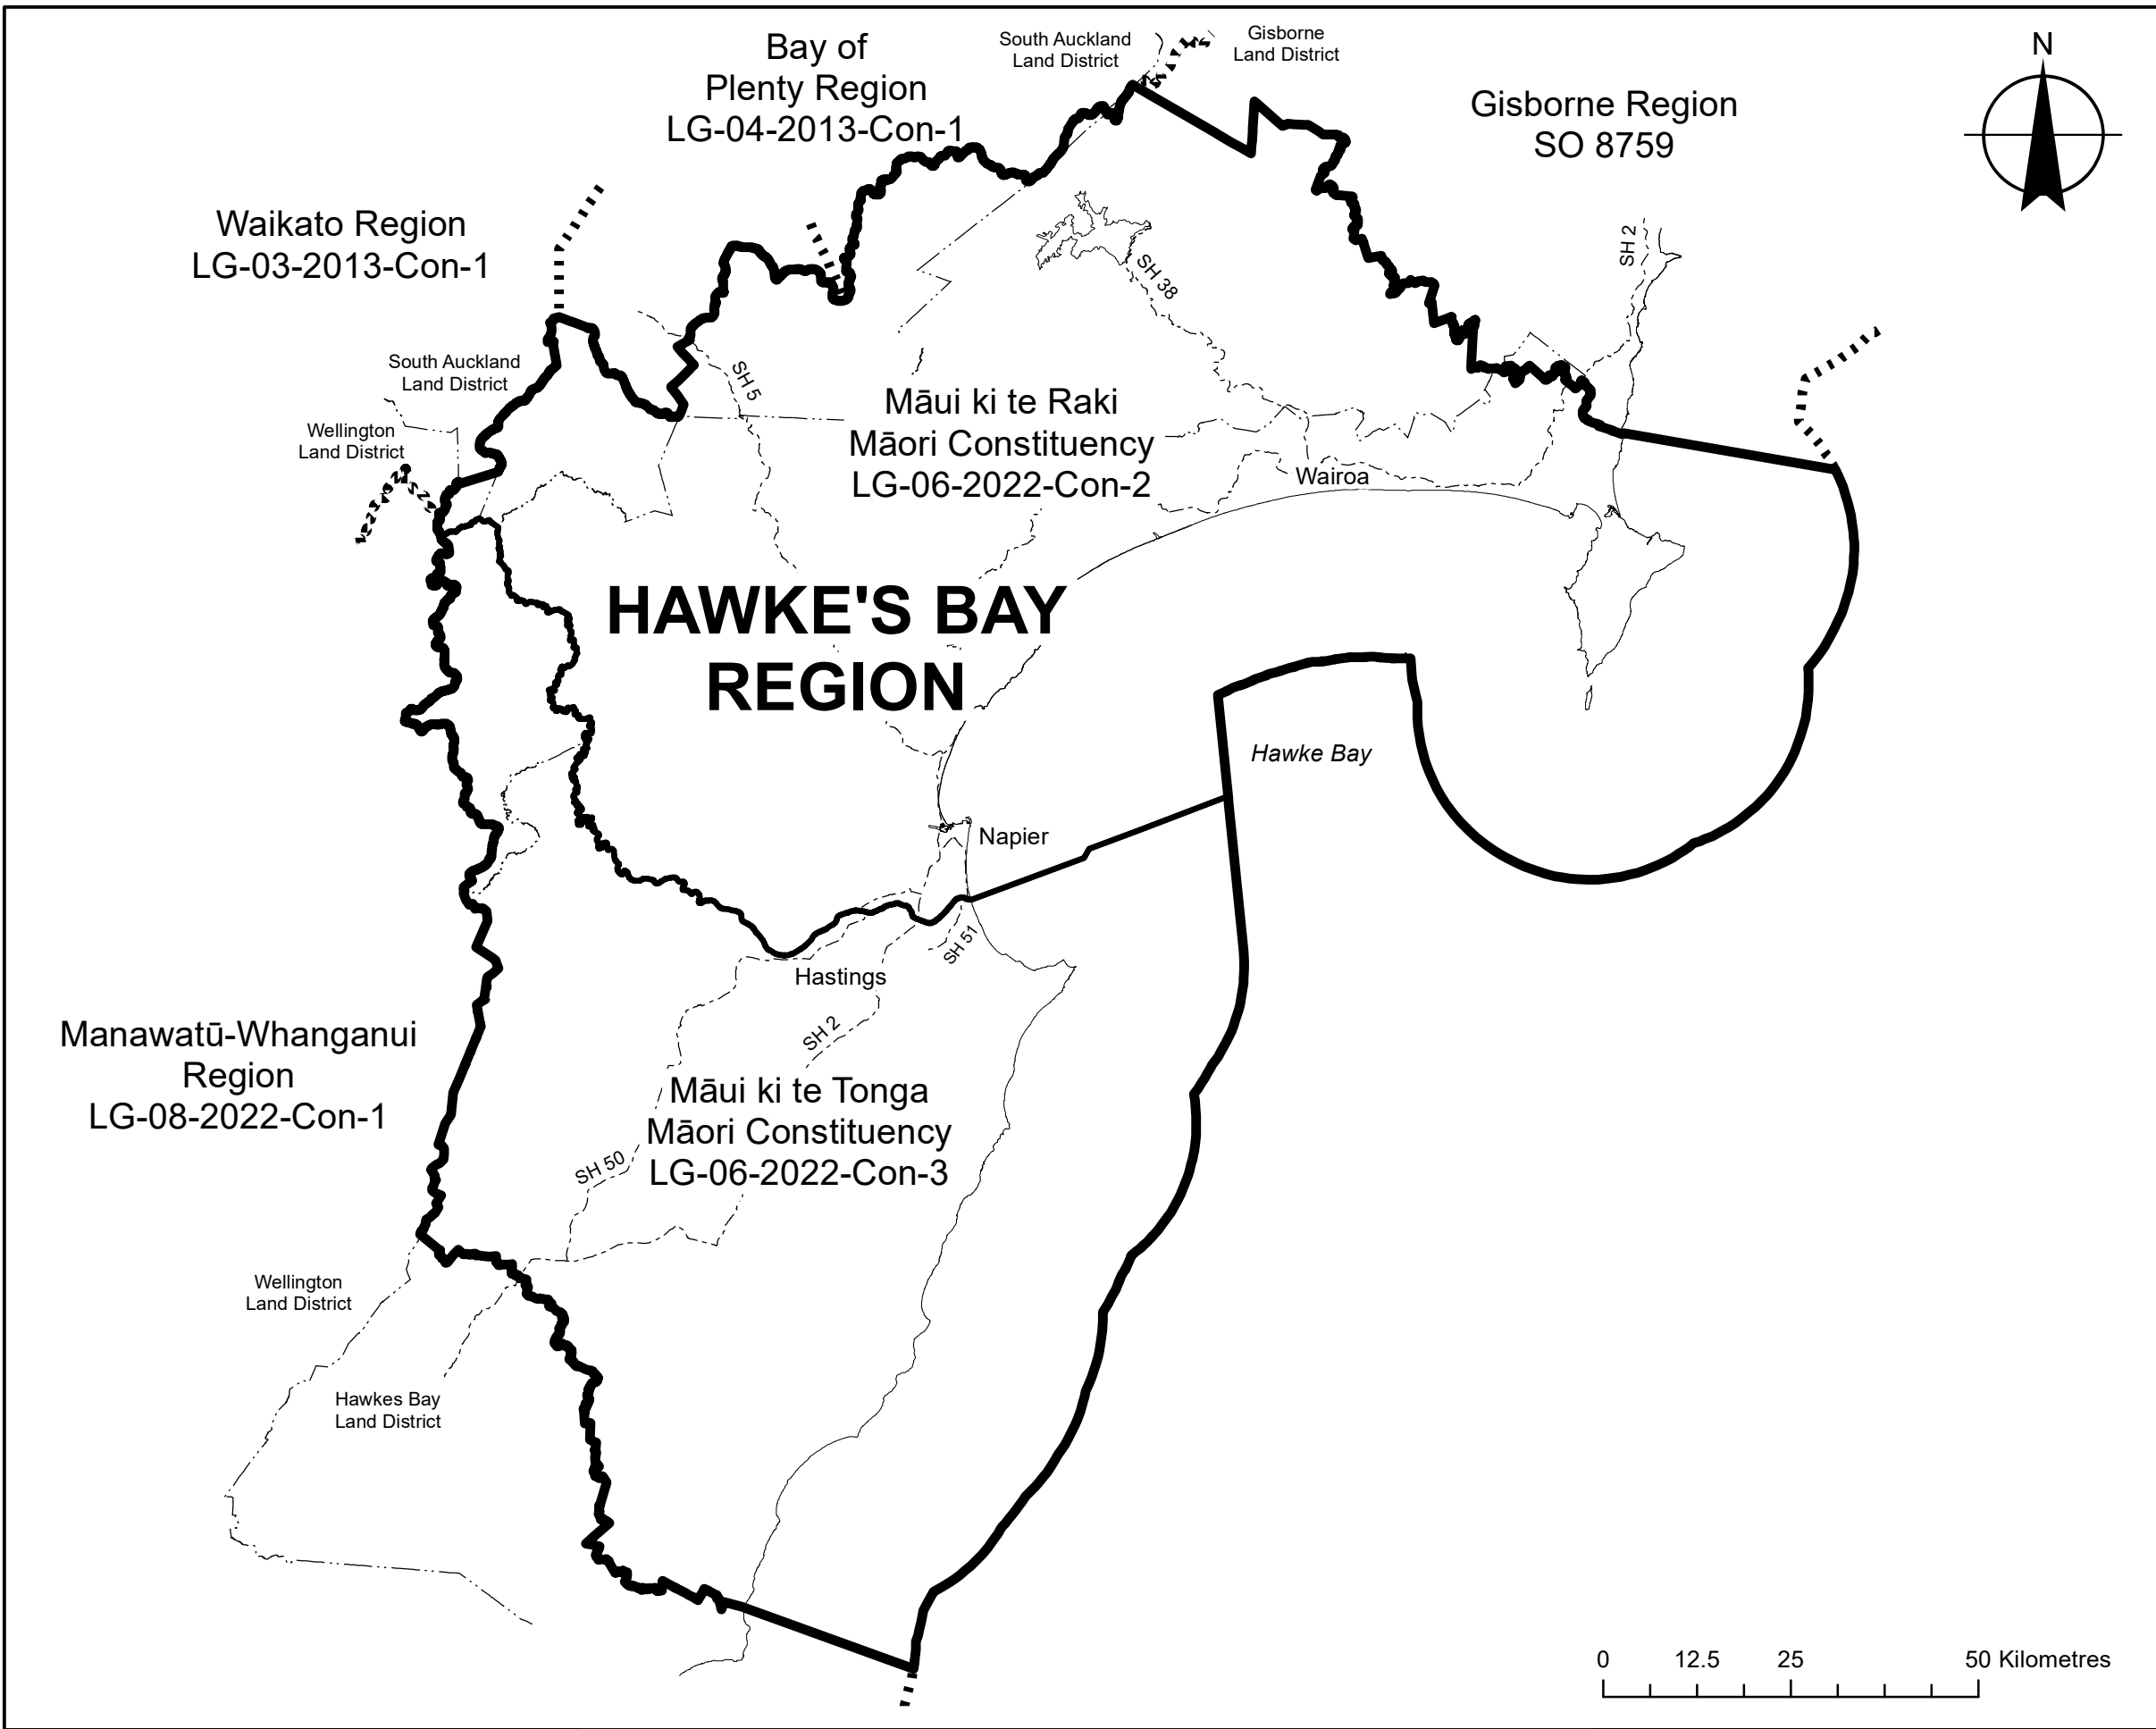 South Auckland
Land District
Gisborne
Land District
Bay of
Plenty Region
LG-04-2013-Con-1
Gisborne Region
SO 8759
N
Waikato Region
LG-03-2013-Con-1
SH 2
SH 38
South Auckland
Land District
SH 5
Wellington
Land District
Māui ki te Raki
Māori Constituency
LG-06-2022-Con-2
Wairoa
HAWKE'S BAY
REGION
Hawke Bay
Napier
SH 51
Hastings
SH 2
Manawatū-Whanganui
Region
LG-08-2022-Con-1
Māui ki te Tonga
Māori Constituency
LG-06-2022-Con-3
SH 50
Wellington
Land District
Hawkes Bay
Land District
0 12.5 25 50 Kilometres